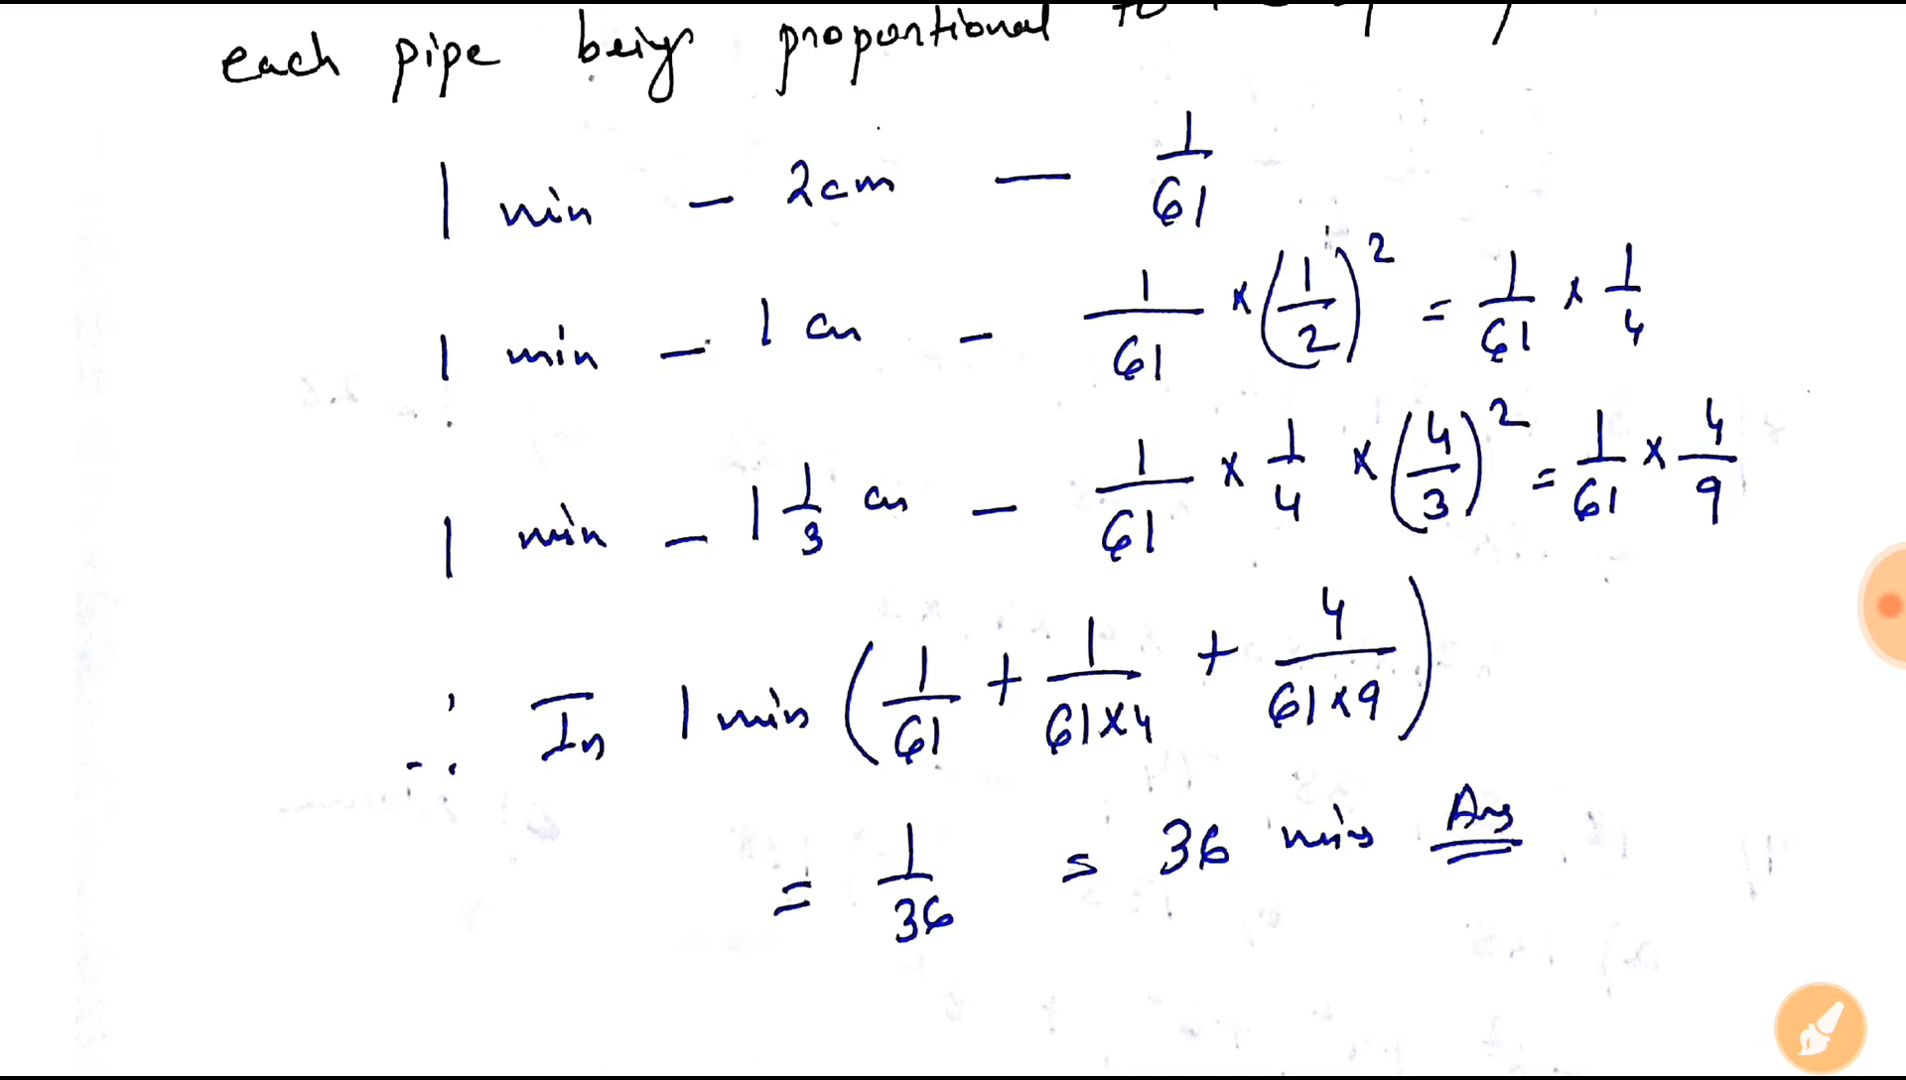 each pipe being proportional to
1 min - 2cm — 1/61
1 min - 1 cm - 1/61 × (1/2)² = 1/61 × 1/4
1 min - 1 1/3 cm - 1/61 × 1/4 × (4/3)² = 1/61 × 4/9
∴ In 1 min (1/61 + 1/61×4 + 4/61×9)
= 1/36 = 36 min Ans